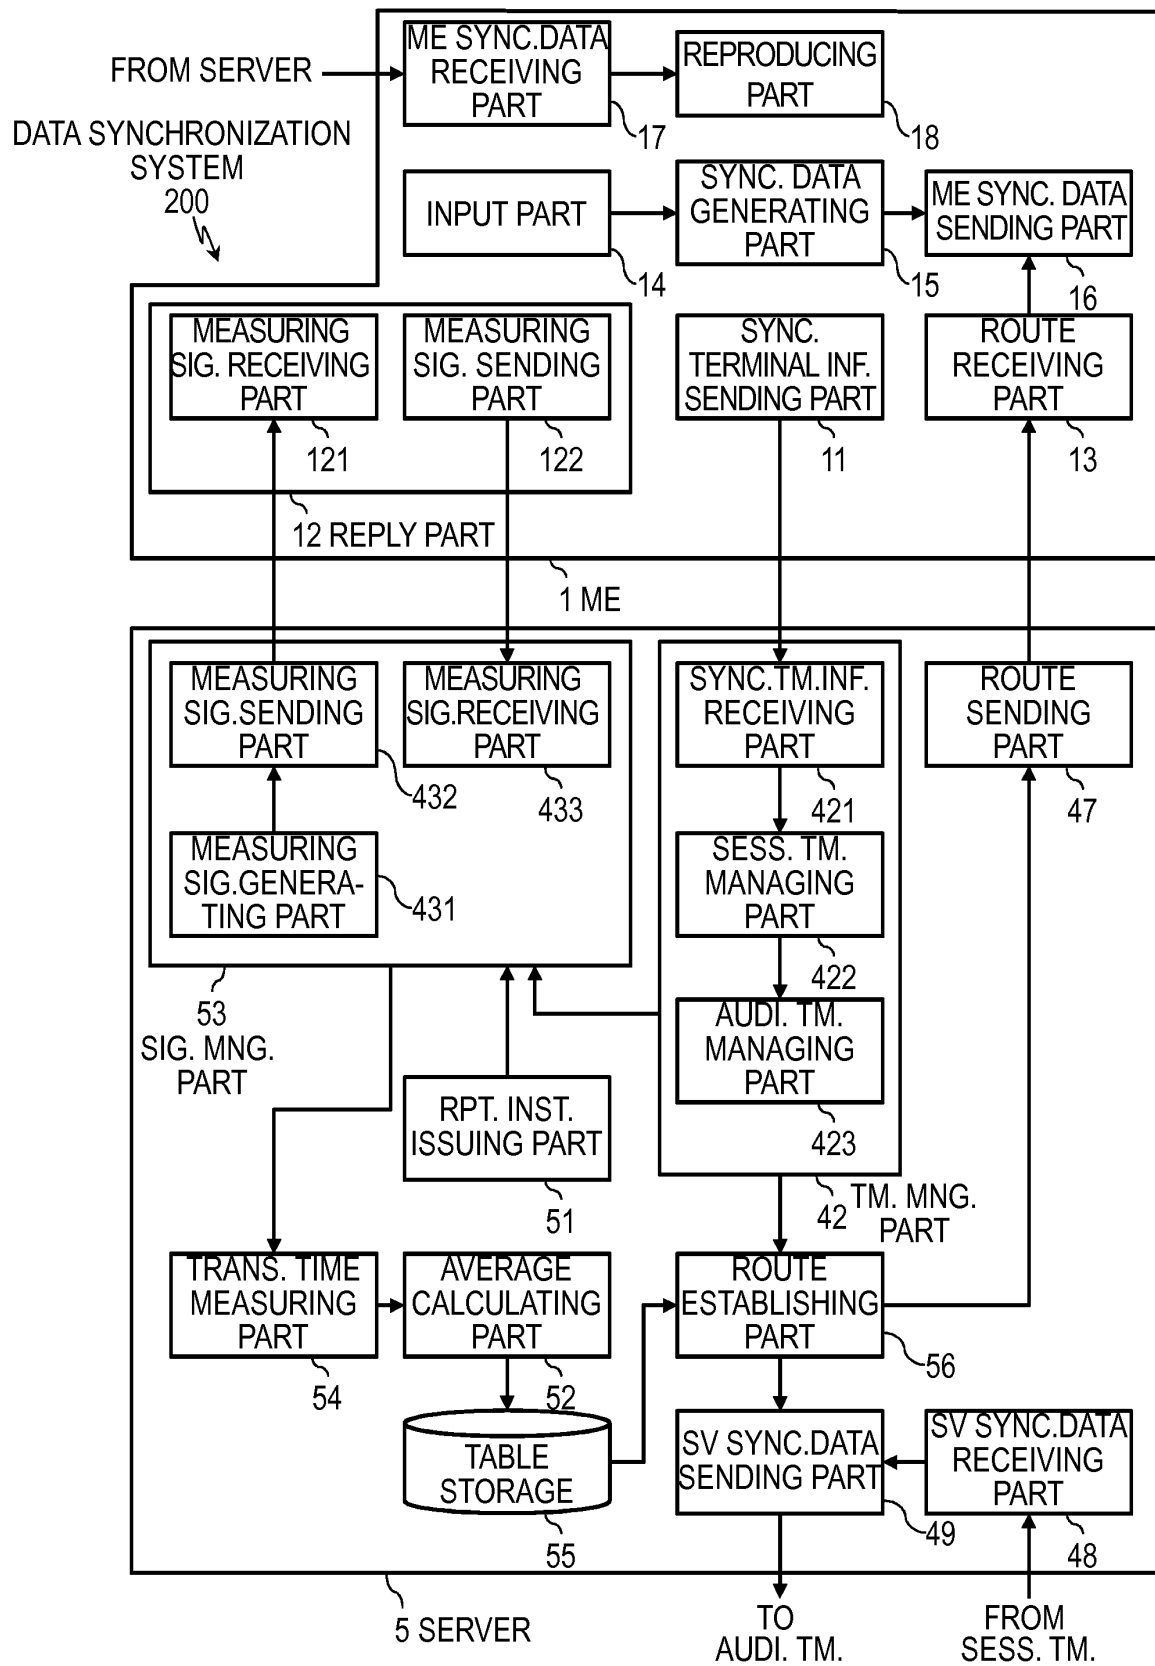 FROM SERVER
ME SYNC.DATA
RECEIVING
PART
17
REPRODUCING
PART
18
DATA SYNCHRONIZATION
SYSTEM
200
INPUT PART
14
SYNC. DATA
GENERATING
PART
15
ME SYNC. DATA
SENDING PART
16
MEASURING
SIG. RECEIVING
PART
121
MEASURING
SIG. SENDING
PART
122
SYNC.
TERMINAL INF.
SENDING PART
11
ROUTE
RECEIVING
PART
13
12 REPLY PART
1 ME
MEASURING
SIG.SENDING
PART
432
MEASURING
SIG.RECEIVING
PART
433
SYNC.TM.INF.
RECEIVING
PART
421
ROUTE
SENDING
PART
47
MEASURING
SIG.GENERA-
TING PART
431
SESS. TM.
MANAGING
PART
422
53
SIG. MNG.
PART
AUDI. TM.
MANAGING
PART
423
RPT. INST.
ISSUING PART
51
42
TM. MNG.
PART
TRANS. TIME
MEASURING
PART
54
AVERAGE
CALCULATING
PART
52
ROUTE
ESTABLISHING
PART
56
TABLE
STORAGE
55
SV SYNC.DATA
SENDING PART
49
SV SYNC.DATA
RECEIVING
PART
48
5 SERVER
TO
AUDI. TM.
FROM
SESS. TM.